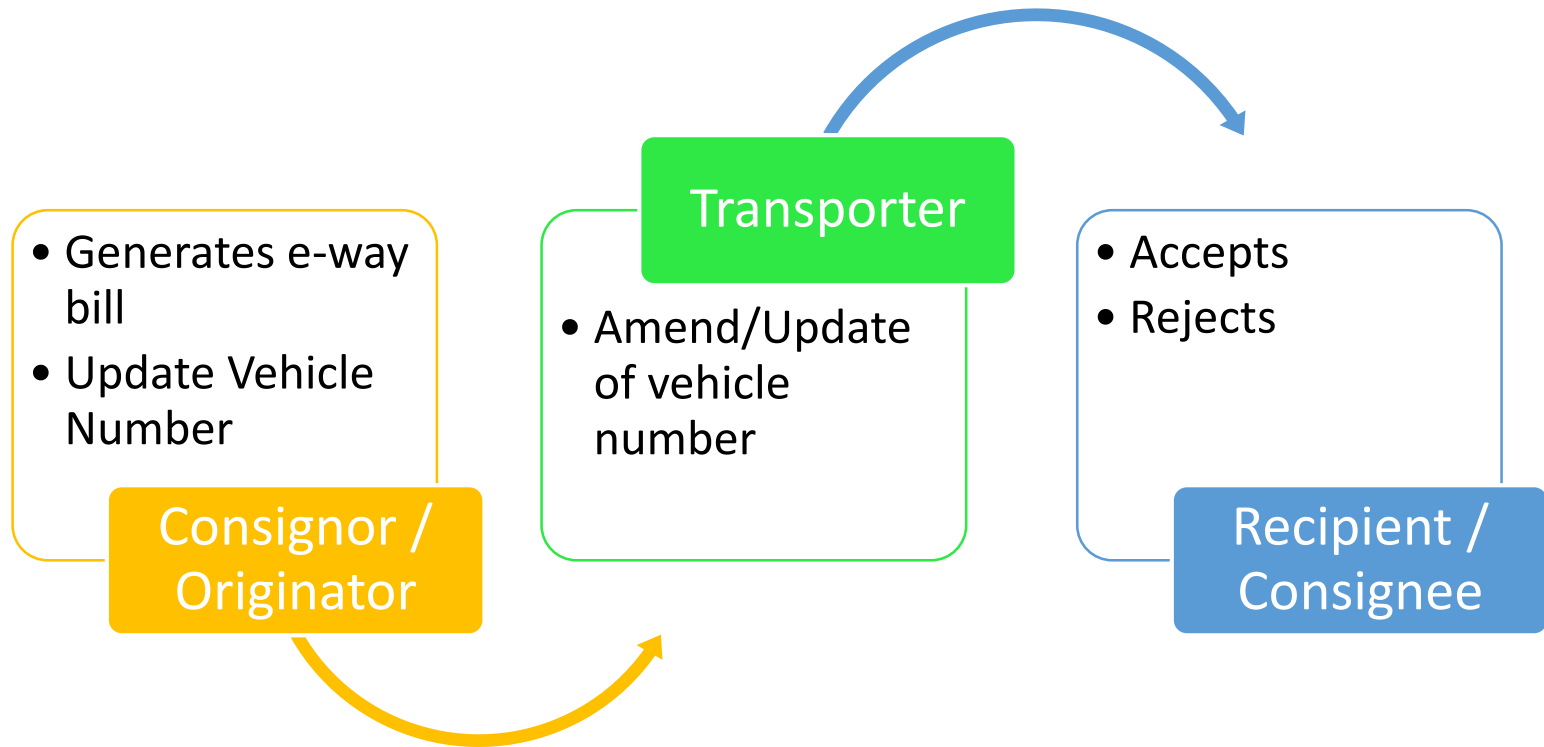 • Generates e-way
bill
• Update Vehicle
Number
Consignor /
Originator
Transporter
• Amend/Update
of vehicle
number
• Accepts
• Rejects
Recipient /
Consignee